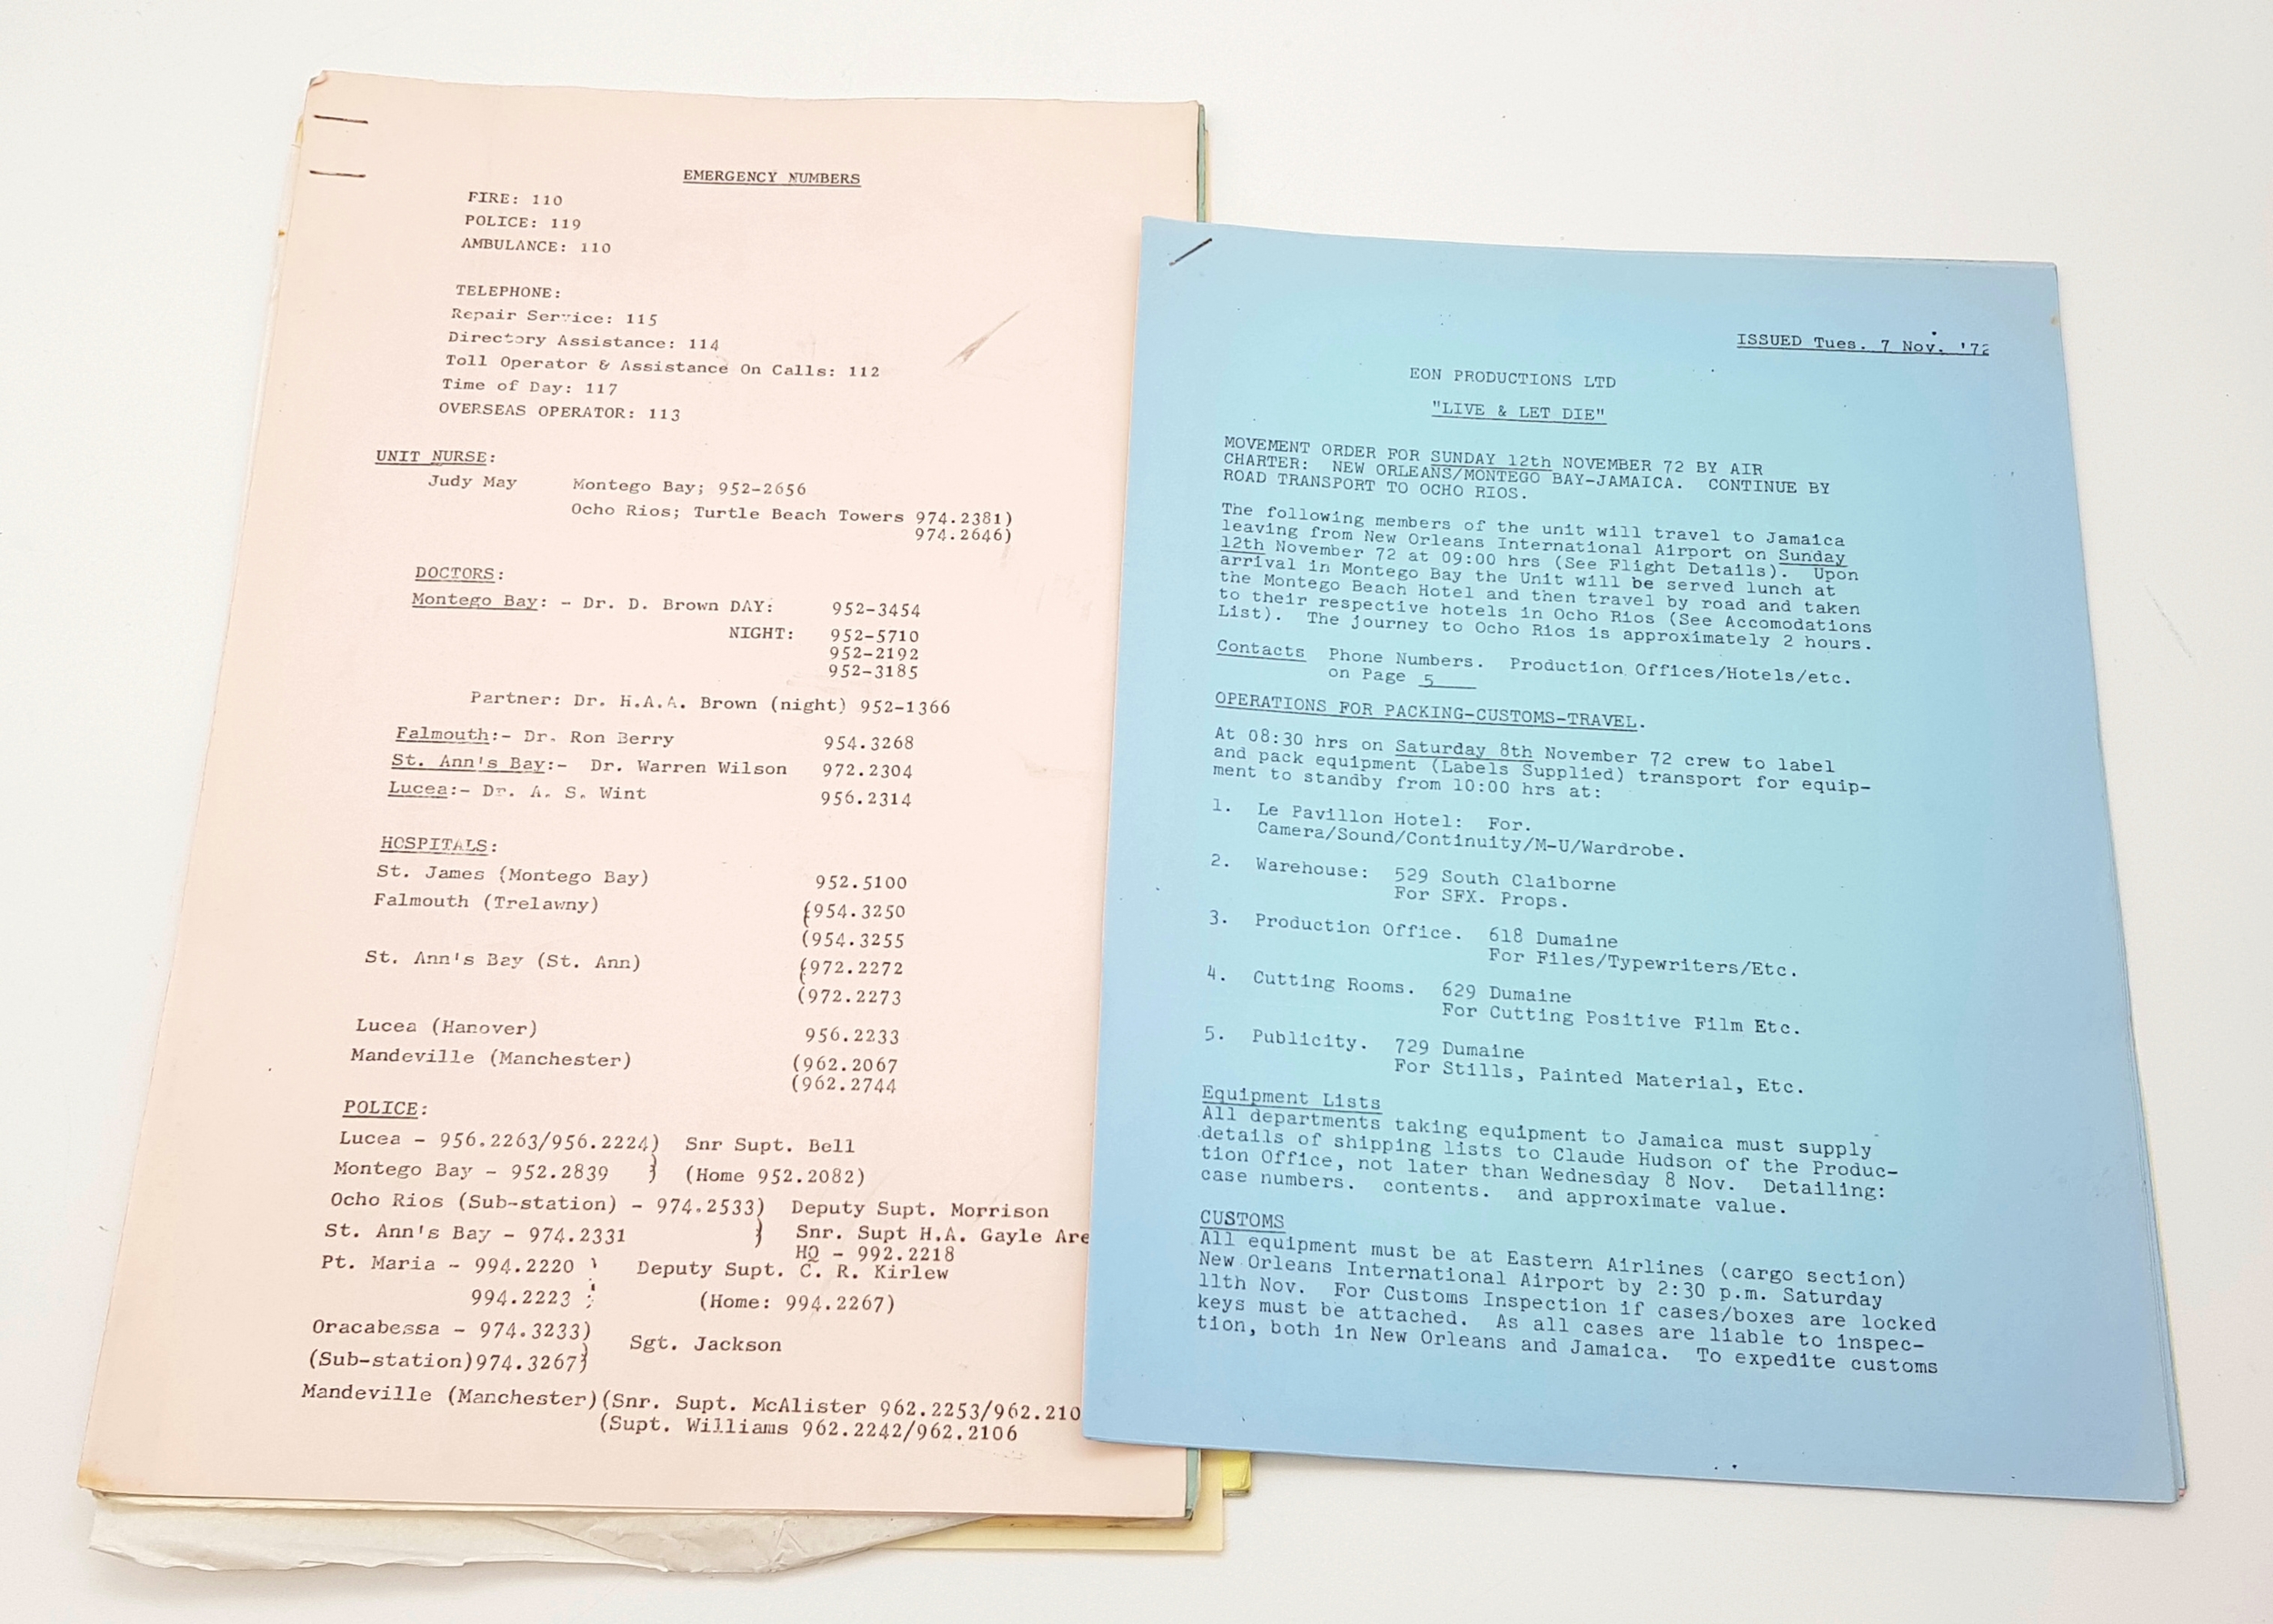 EMERGENCY NUMBERS
FIRE: 110
POLICE: 119
AMBULANCE: 110
TELEPHONE:
Repair Service: 115
Directory Assistance: 114
Toll Operator & Assistance On Calls: 112
Time of Day: 117
OVERSEAS OPERATOR: 113
UNIT NURSE:
Judy May Montego Bay; 952-2656
Ocho Rios; Turtle Beach Towers 974.2381)
974.2646)
DOCTORS:
Montego Bay: - Dr. D. Brown DAY: 952-3454
NIGHT: 952-5710
952-2192
952-3185
Partner: Dr. H.A.A. Brown (night) 952-1366
Falmouth:- Dr. Ron Berry 954.3268
St. Ann's Bay:- Dr. Warren Wilson 972.2304
Lucea:- Dr. A. S. Wint 956.2314
HOSPITALS:
St. James (Montego Bay) 952.5100
Falmouth (Trelawny) (954.3250
(954.3255
St. Ann's Bay (St. Ann) (972.2272
(972.2273
Lucea (Hanover) 956.2233
Mandeville (Manchester) (962.2067
(962.2744
POLICE:
Lucea - 956.2263/956.2224) Snr Supt. Bell
Montego Bay - 952.2839 ) (Home 952.2082)
Ocho Rios (Sub-station) - 974.2533) Deputy Supt. Morrison
St. Ann's Bay - 974.2331 ) Snr. Supt H.A. Gayle Are
HQ - 992.2218
Pt. Maria - 994.2220 ) Deputy Supt. C. R. Kirlew
994.2223 ; (Home: 994.2267)
Oracabessa - 974.3233)
Sgt. Jackson
(Sub-station)974.3267)
Mandeville (Manchester)(Snr. Supt. McAlister 962.2253/962.210
(Supt. Williams 962.2242/962.2106
ISSUED Tues. 7 Nov. '72
EON PRODUCTIONS LTD
"LIVE & LET DIE"
MOVEMENT ORDER FOR SUNDAY 12th NOVEMBER 72 BY AIR
CHARTER: NEW ORLEANS/MONTEGO BAY-JAMAICA. CONTINUE BY
ROAD TRANSPORT TO OCHO RIOS.
The following members of the unit will travel to Jamaica
leaving from New Orleans International Airport on Sunday
12th November 72 at 09:00 hrs (See Flight Details). Upon
arrival in Montego Bay the Unit will be served lunch at
the Montego Beach Hotel and then travel by road and taken
to their respective hotels in Ocho Rios (See Accomodations
List). The journey to Ocho Rios is approximately 2 hours.
Contacts Phone Numbers. Production Offices/Hotels/etc.
on Page 5
OPERATIONS FOR PACKING-CUSTOMS-TRAVEL.
At 08:30 hrs on Saturday 8th November 72 crew to label
and pack equipment (Labels Supplied) transport for equip-
ment to standby from 10:00 hrs at:
1. Le Pavillon Hotel: For.
Camera/Sound/Continuity/M-U/Wardrobe.
2. Warehouse: 529 South Claiborne
For SFX. Props.
3. Production Office. 618 Dumaine
For Files/Typewriters/Etc.
4. Cutting Rooms. 629 Dumaine
For Cutting Positive Film Etc.
5. Publicity. 729 Dumaine
For Stills, Painted Material, Etc.
Equipment Lists
All departments taking equipment to Jamaica must supply
details of shipping lists to Claude Hudson of the Produc-
tion Office, not later than Wednesday 8 Nov. Detailing:
case numbers. contents. and approximate value.
CUSTOMS
All equipment must be at Eastern Airlines (cargo section)
New Orleans International Airport by 2:30 p.m. Saturday
11th Nov. For Customs Inspection if cases/boxes are locked
keys must be attached. As all cases are liable to inspec-
tion, both in New Orleans and Jamaica. To expedite customs